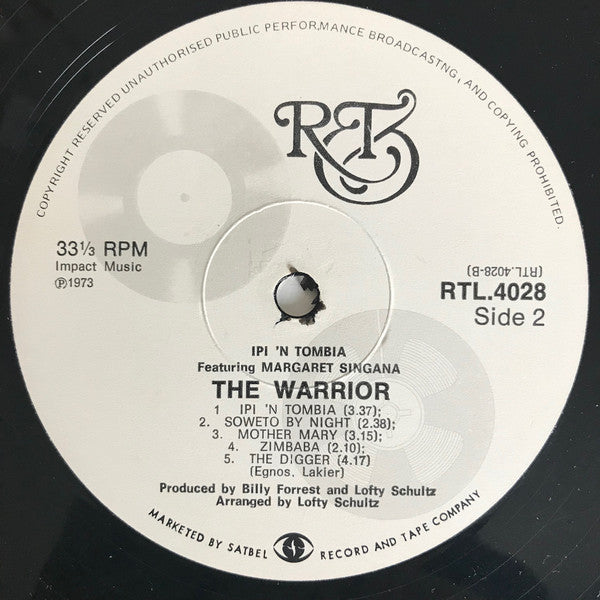 COPYRIGHT RESERVED UNAUTHORISED PUBLIC PERFORMANCE BROADCASTNG, AND COPYING PROHIBITED.
R&T
33⅓ RPM
Impact Music
Ⓟ1973
(RTL.4028-B)
RTL.4028
Side 2
IPI 'N TOMBIA
Featuring MARGARET SINGANA
THE WARRIOR
1 IPI 'N TOMBIA (3.37);
2. SOWETO BY NIGHT (2.38);
3. MOTHER MARY (3.15);
4. ZIMBABA (2.10);
5. THE DIGGER (4.17)
(Egnos. Lakier)
Produced by Billy Forrest and Lofty Schultz
Arranged by Lofty Schultz
MARKETED BY SATBEL RECORD AND TAPE COMPANY